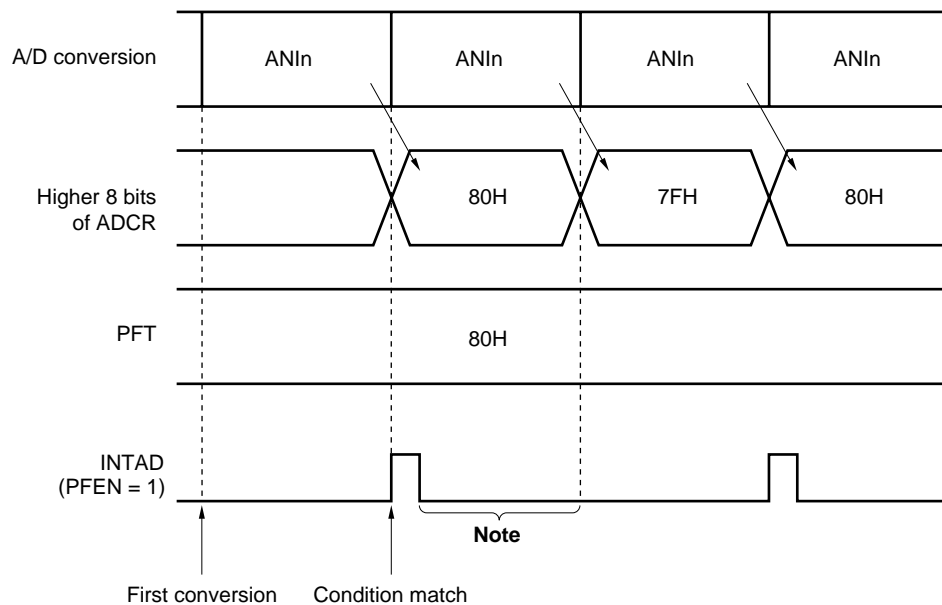 A/D conversion
ANIn
ANIn
ANIn
ANIn
Higher 8 bits
of ADCR
80H
7FH
80H
PFT
80H
INTAD
(PFEN = 1)
Note
First conversion
Condition match